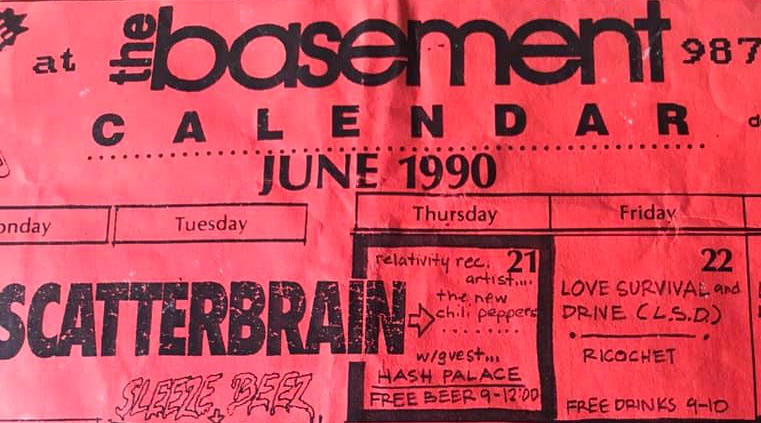 at the basement 987
CALENDAR
JUNE 1990
onday Tuesday Thursday Friday
SCATTERBRAIN
SLEEZE BEEZ
relativity rec. 21
artist....
the new
chili peppers
w/guest...
HASH PALACE
FREE BEER 9-12:00
22
LOVE SURVIVAL and
DRINE (L.S.D.)
RICOCHET
FREE DRINKS 9-10